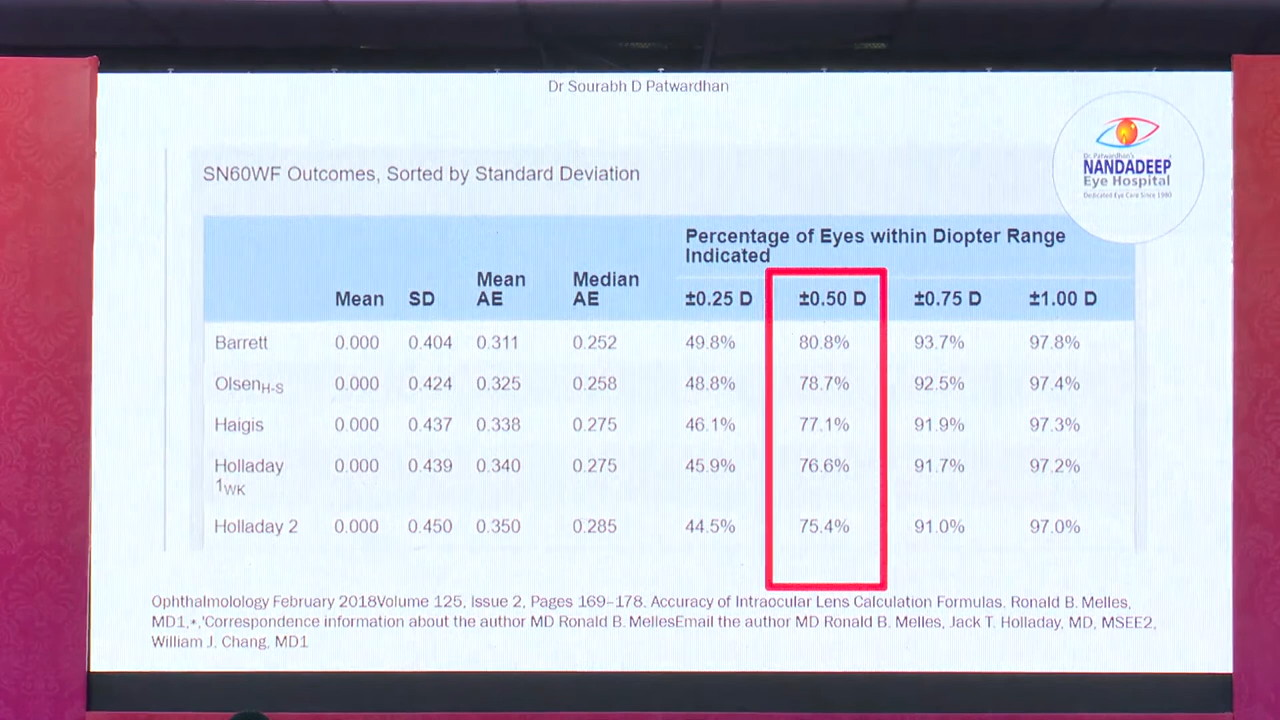 Dr Sourabh D Patwardhan
Dr. Patwardhan's
NANDADEEP
Eye Hospital
Dedicated Eye Care Since 1980
SN60WF Outcomes, Sorted by Standard Deviation
Percentage of Eyes within Diopter Range
Indicated
Mean SD Mean AE Median AE ±0.25 D ±0.50 D ±0.75 D ±1.00 D
Barrett 0.000 0.404 0.311 0.252 49.8% 80.8% 93.7% 97.8%
OlsenH-S 0.000 0.424 0.325 0.258 48.8% 78.7% 92.5% 97.4%
Haigis 0.000 0.437 0.338 0.275 46.1% 77.1% 91.9% 97.3%
Holladay 0.000 0.439 0.340 0.275 45.9% 76.6% 91.7% 97.2%
1WK
Holladay 2 0.000 0.450 0.350 0.285 44.5% 75.4% 91.0% 97.0%
Ophthalmolology February 2018Volume 125, Issue 2, Pages 169–178, Accuracy of Intraocular Lens Calculation Formulas, Ronald B. Melles,
MD1,*,'Correspondence information about the author MD Ronald B. MellesEmail the author MD Ronald B. Melles, Jack T. Holladay, MD, MSEE2,
William J. Chang, MD1